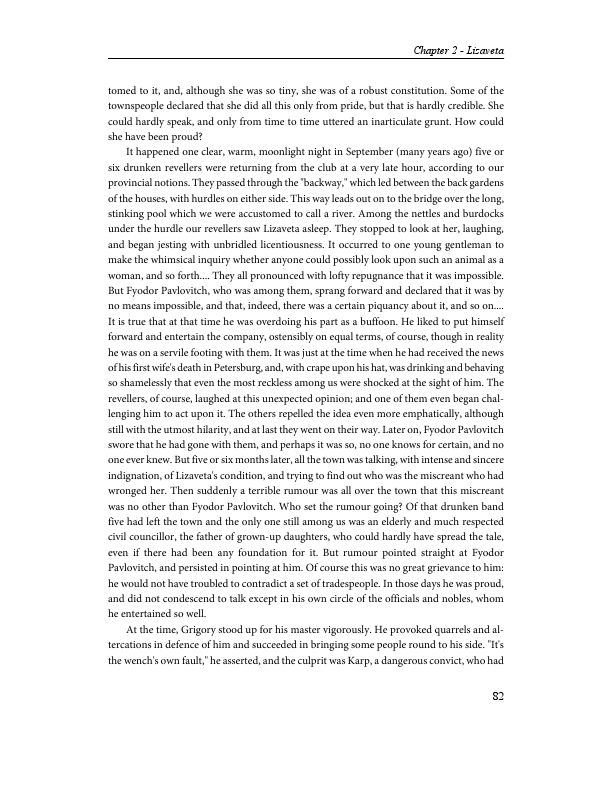 Chapter 2 - Lizaveta
tomed to it, and, although she was so tiny, she was of a robust constitution. Some of the
townspeople declared that she did all this only from pride, but that is hardly credible. She
could hardly speak, and only from time to time uttered an inarticulate grunt. How could
she have been proud?
It happened one clear, warm, moonlight night in September (many years ago) five or
six drunken revellers were returning from the club at a very late hour, according to our
provincial notions. They passed through the "backway," which led between the back gardens
of the houses, with hurdles on either side. This way leads out on to the bridge over the long,
stinking pool which we were accustomed to call a river. Among the nettles and burdocks
under the hurdle our revellers saw Lizaveta asleep. They stopped to look at her, laughing,
and began jesting with unbridled licentiousness. It occurred to one young gentleman to
make the whimsical inquiry whether anyone could possibly look upon such an animal as a
woman, and so forth.... They all pronounced with lofty repugnance that it was impossible.
But Fyodor Pavlovitch, who was among them, sprang forward and declared that it was by
no means impossible, and that, indeed, there was a certain piquancy about it, and so on....
It is true that at that time he was overdoing his part as a buffoon. He liked to put himself
forward and entertain the company, ostensibly on equal terms, of course, though in reality
he was on a servile footing with them. It was just at the time when he had received the news
of his first wife's death in Petersburg, and, with crape upon his hat, was drinking and behaving
so shamelessly that even the most reckless among us were shocked at the sight of him. The
revellers, of course, laughed at this unexpected opinion; and one of them even began chal-
lenging him to act upon it. The others repelled the idea even more emphatically, although
still with the utmost hilarity, and at last they went on their way. Later on, Fyodor Pavlovitch
swore that he had gone with them, and perhaps it was so, no one knows for certain, and no
one ever knew. But five or six months later, all the town was talking, with intense and sincere
indignation, of Lizaveta's condition, and trying to find out who was the miscreant who had
wronged her. Then suddenly a terrible rumour was all over the town that this miscreant
was no other than Fyodor Pavlovitch. Who set the rumour going? Of that drunken band
five had left the town and the only one still among us was an elderly and much respected
civil councillor, the father of grown-up daughters, who could hardly have spread the tale,
even if there had been any foundation for it. But rumour pointed straight at Fyodor
Pavlovitch, and persisted in pointing at him. Of course this was no great grievance to him:
he would not have troubled to contradict a set of tradespeople. In those days he was proud,
and did not condescend to talk except in his own circle of the officials and nobles, whom
he entertained so well.
At the time, Grigory stood up for his master vigorously. He provoked quarrels and al-
tercations in defence of him and succeeded in bringing some people round to his side. "It's
the wench's own fault," he asserted, and the culprit was Karp, a dangerous convict, who had
82